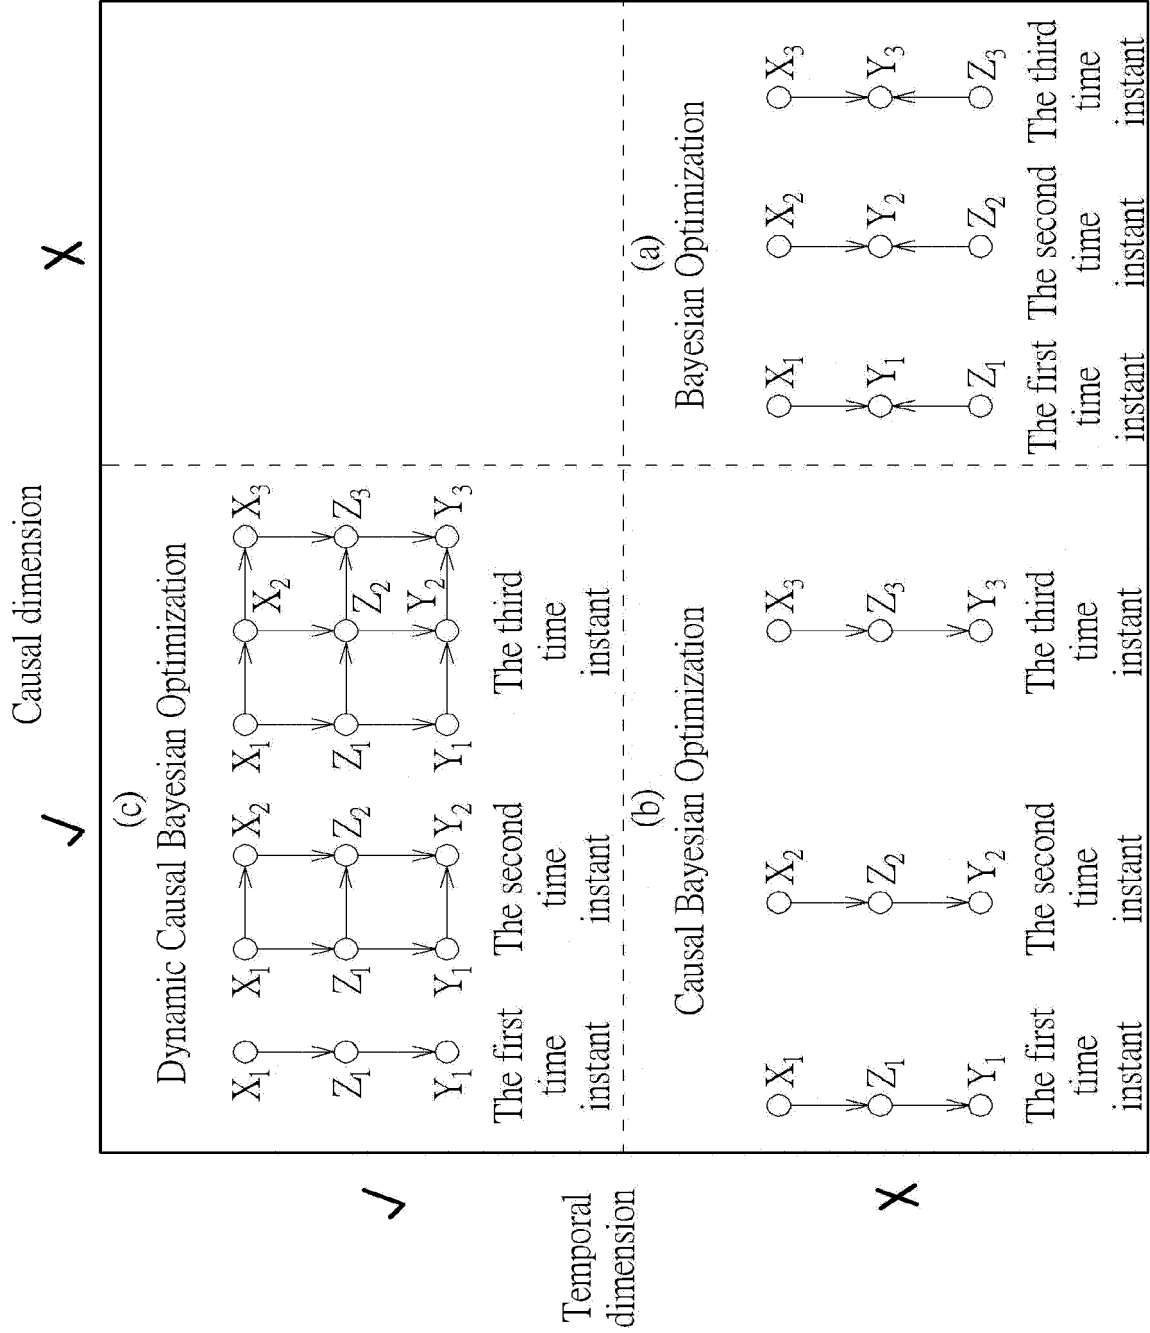 Causal dimension
✓ X
(c)
Dynamic Causal Bayesian Optimization
X₁ X₁ X₂ X₁ X₂ X₃
Z₁ Z₁ Z₂ Z₁ Z₂ Z₃
Y₁ Y₁ Y₂ Y₁ Y₂ Y₃
The first
time
instant
The second
time
instant
The third
time
instant
✓
Temporal
dimension
X
(b)
Causal Bayesian Optimization
X₁ X₂ X₃
Z₁ Z₂ Z₃
Y₁ Y₂ Y₃
The first
time
instant
The second
time
instant
The third
time
instant
(a)
Bayesian Optimization
X₁ X₂ X₃
Y₁ Y₂ Y₃
Z₁ Z₂ Z₃
The first
time
instant
The second
time
instant
The third
time
instant